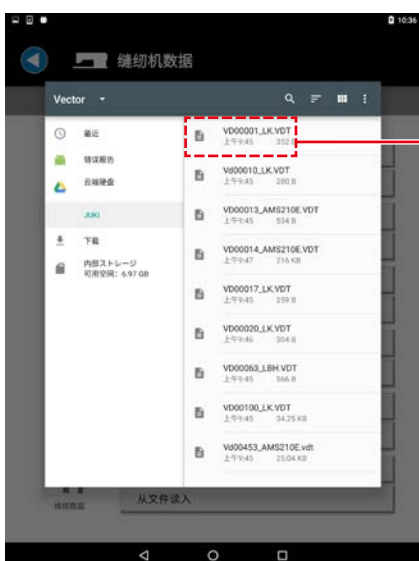 10:36
缝纫机数据
Vector
最近
错误报告
云端硬盘
JUKI
下载
内部ストレージ
可用空间：6.97 GB
VD00001_LK.VDT
上午9:45 352 B
Vd00010_LK.VDT
上午9:45 280 B
VD00013_AMS210E.VDT
上午9:45 534 B
VD00014_AMS210E.VDT
上午9:47 216 KB
VD00017_LK.VDT
上午9:45 259 B
VD00020_LK.VDT
上午9:46 304 B
VD00063_LBH.VDT
上午9:45 566 B
VD00100_LK.VDT
上午9:45 34.25 KB
Vd00453_AMS210E.vdt
上午9:45 25.04 KB
从文件读入